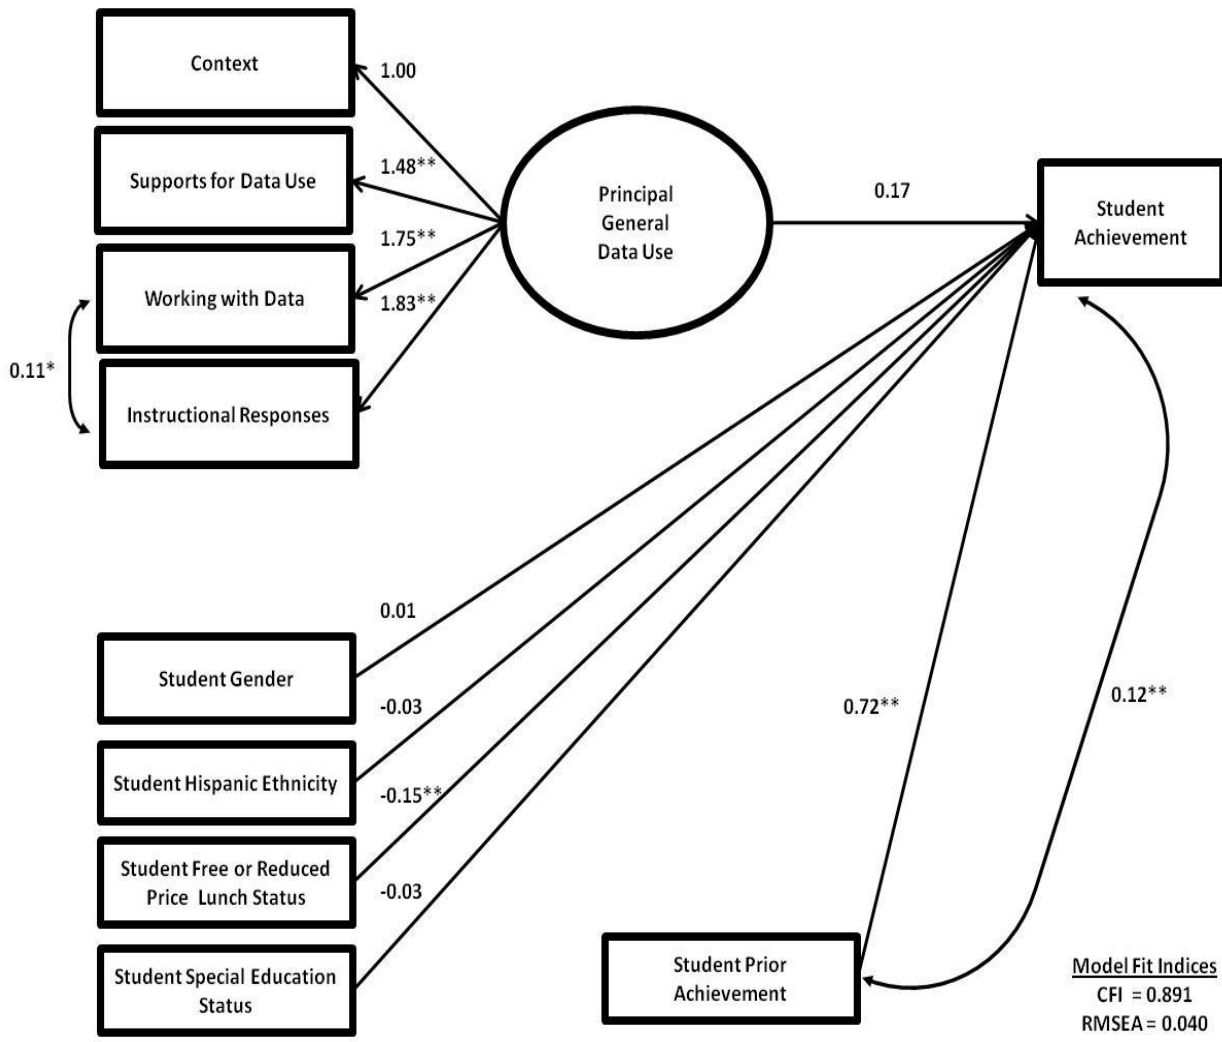 Context
1.00
Supports for Data Use
1.48**
Working with Data
1.75**
1.83**
0.11*
Instructional Responses
Principal
General
Data Use
0.17
Student
Achievement
0.01
Student Gender
-0.03
Student Hispanic Ethnicity
-0.15**
Student Free or Reduced
Price Lunch Status
-0.03
Student Special Education
Status
0.72**
0.12**
Student Prior
Achievement
Model Fit Indices
CFI = 0.891
RMSEA = 0.040